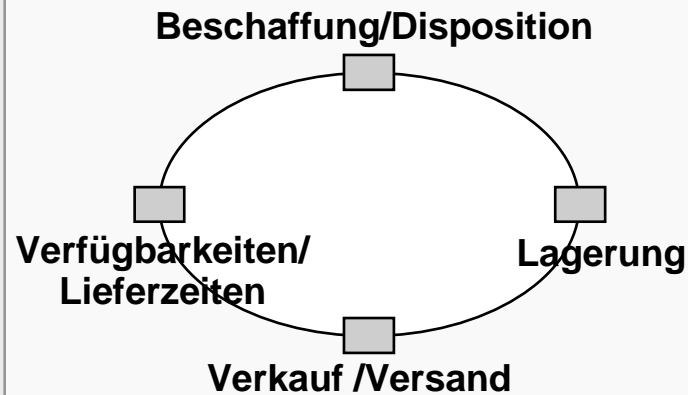 Beschaffung/Disposition
Verfügbarkeiten/
Lieferzeiten
Lagerung
Verkauf /Versand